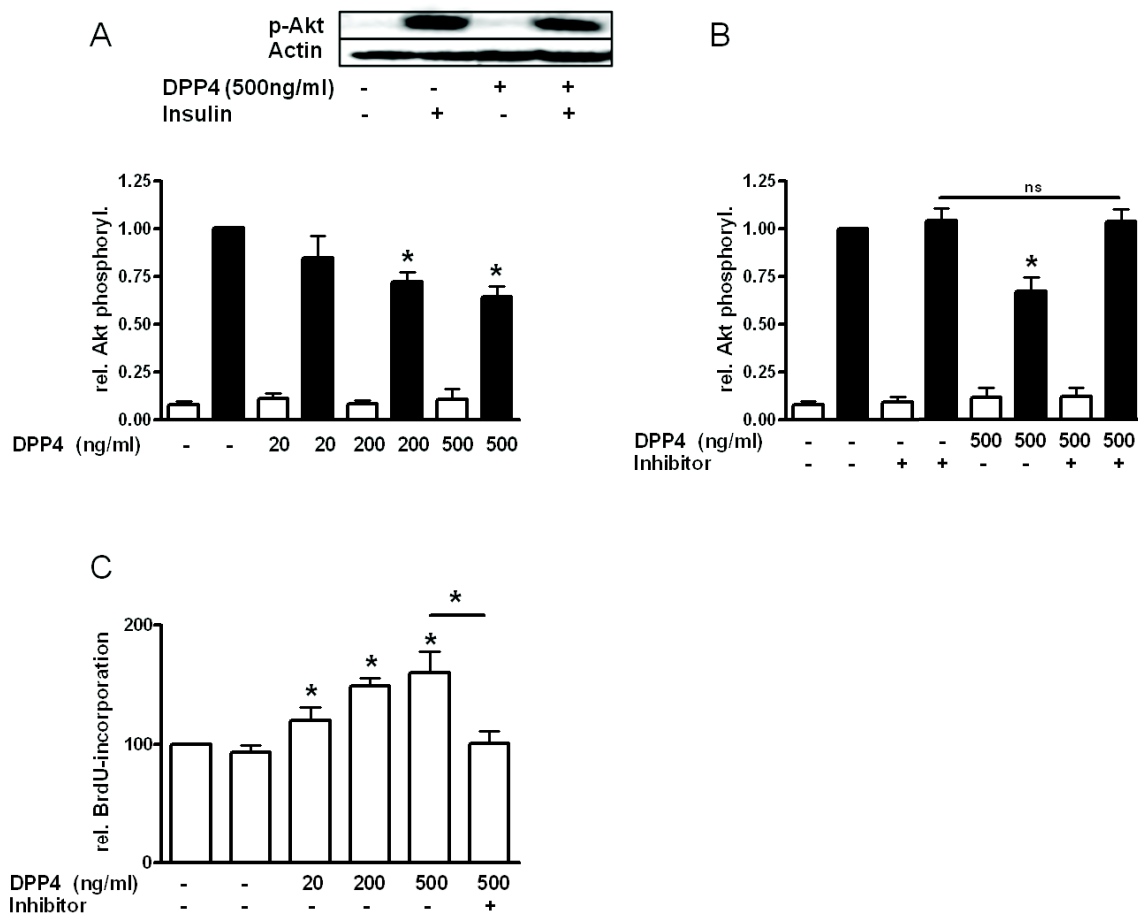 A
p-Akt
Actin
DPP4 (500ng/ml) - - + +
Insulin - + - +
rel. Akt phosphoryl.
1.25
1.00
0.75
0.50
0.25
0.00
* *
DPP4 (ng/ml) - - 20 20 200 200 500 500
B
rel. Akt phosphoryl.
1.25
1.00
0.75
0.50
0.25
0.00
ns
*
DPP4 (ng/ml) - - - - 500 500 500 500
Inhibitor - - + + - - + +
C
rel. BrdU-incorporation
200
100
0
* * * *
DPP4 (ng/ml) - - 20 200 500 500
Inhibitor - - - - - +